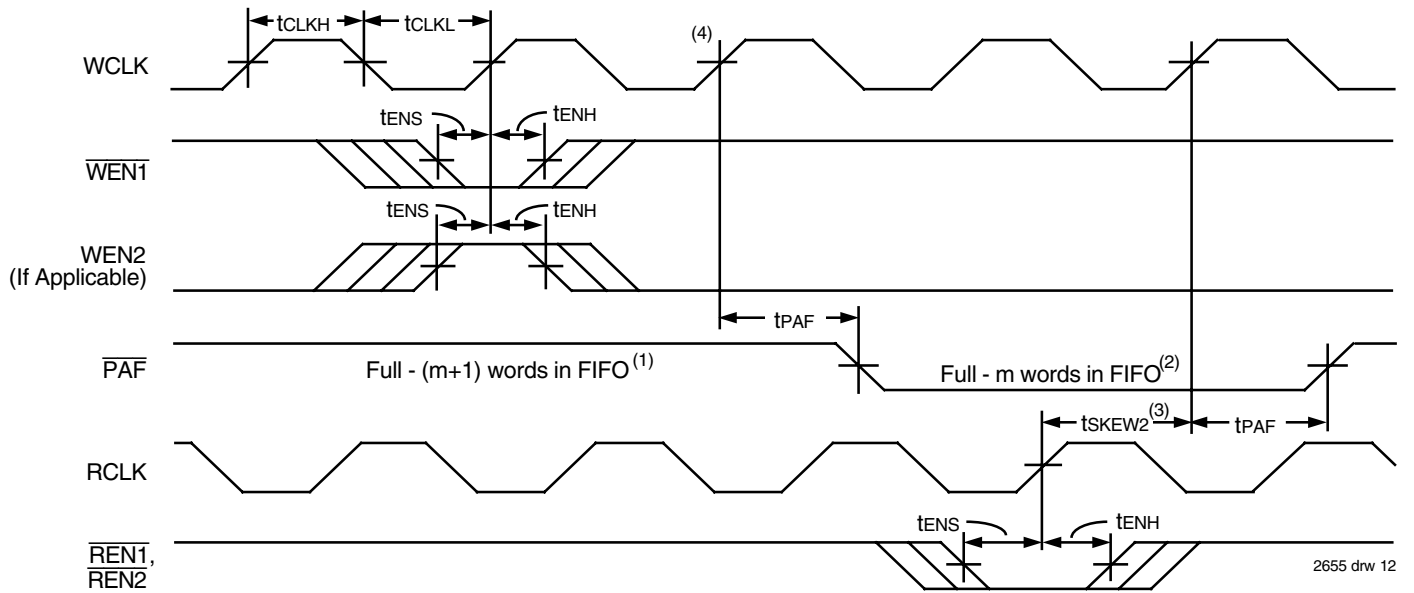 tCLKH
tCLKL
(4)
WCLK
tENS
tENH
WEN1
tENS
tENH
WEN2
(If Applicable)
tPAF
PAF
Full - (m+1) words in FIFO(1)
Full - m words in FIFO(2)
tSKEW2(3)
tPAF
RCLK
tENS
tENH
REN1,
REN2
2655 drw 12